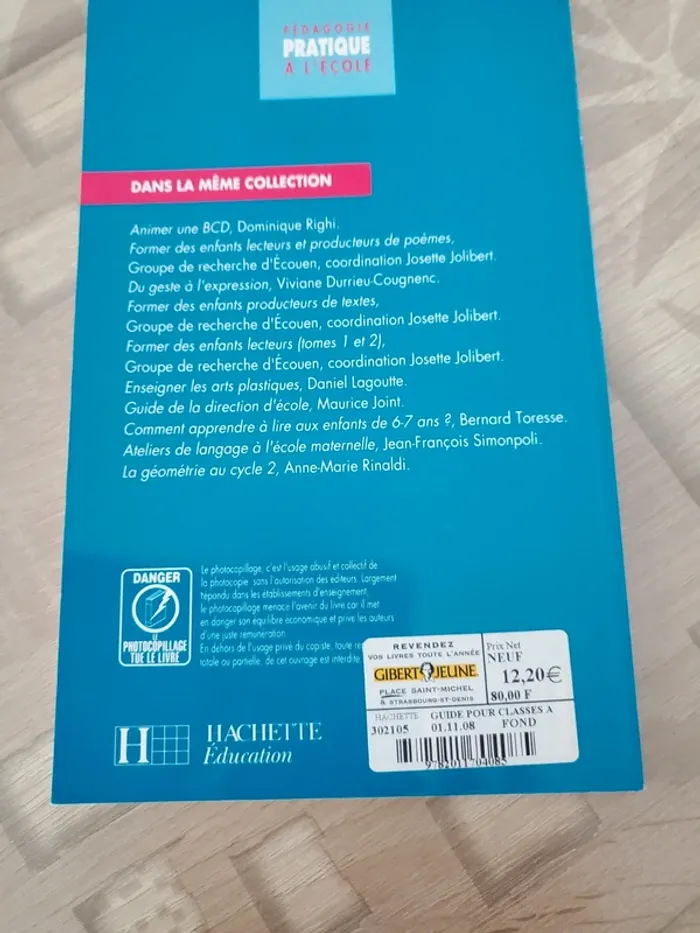 PÉDAGOGIE
PRATIQUE
À L'ÉCOLE
DANS LA MÊME COLLECTION
Animer une BCD, Dominique Righi.
Former des enfants lecteurs et producteurs de poèmes,
Groupe de recherche d'Écouen, coordination Josette Jolibert.
Du geste à l'expression, Viviane Durrieu-Cougnenc.
Former des enfants producteurs de textes,
Groupe de recherche d'Écouen, coordination Josette Jolibert.
Former des enfants lecteurs (tomes 1 et 2),
Groupe de recherche d'Écouen, coordination Josette Jolibert.
Enseigner les arts plastiques, Daniel Lagoutte.
Guide de la direction d'école, Maurice Joint.
Comment apprendre à lire aux enfants de 6-7 ans ?, Bernard Toresse.
Ateliers de langage à l'école maternelle, Jean-François Simonpoli.
La géométrie au cycle 2, Anne-Marie Rinaldi.
DANGER
LE
PHOTOCOPILLAGE
TUE LE LIVRE
Le photocopillage, c'est l'usage abusif et collectif de
la photocopie sans l'autorisation des éditeurs. Largement
répandu dans les établissements d'enseignement,
le photocopillage menace l'avenir du livre car il met
en danger son équilibre économique et prive les auteurs
d'une juste rémunération.
En dehors de l'usage privé du copiste, toute re
totale ou partielle, de cet ouvrage est interdite
H HACHETTE
Éducation
REVENDEZ
VOS LIVRES TOUTE L'ANNÉE
GIBERT JEUNE
PLACE SAINT-MICHEL
& STRASBOURG-ST-DENIS
Prix Net
NEUF
12,20€
80,00 F
HACHETTE GUIDE POUR CLASSES A
302105 01.11.08 FOND
9782011704085